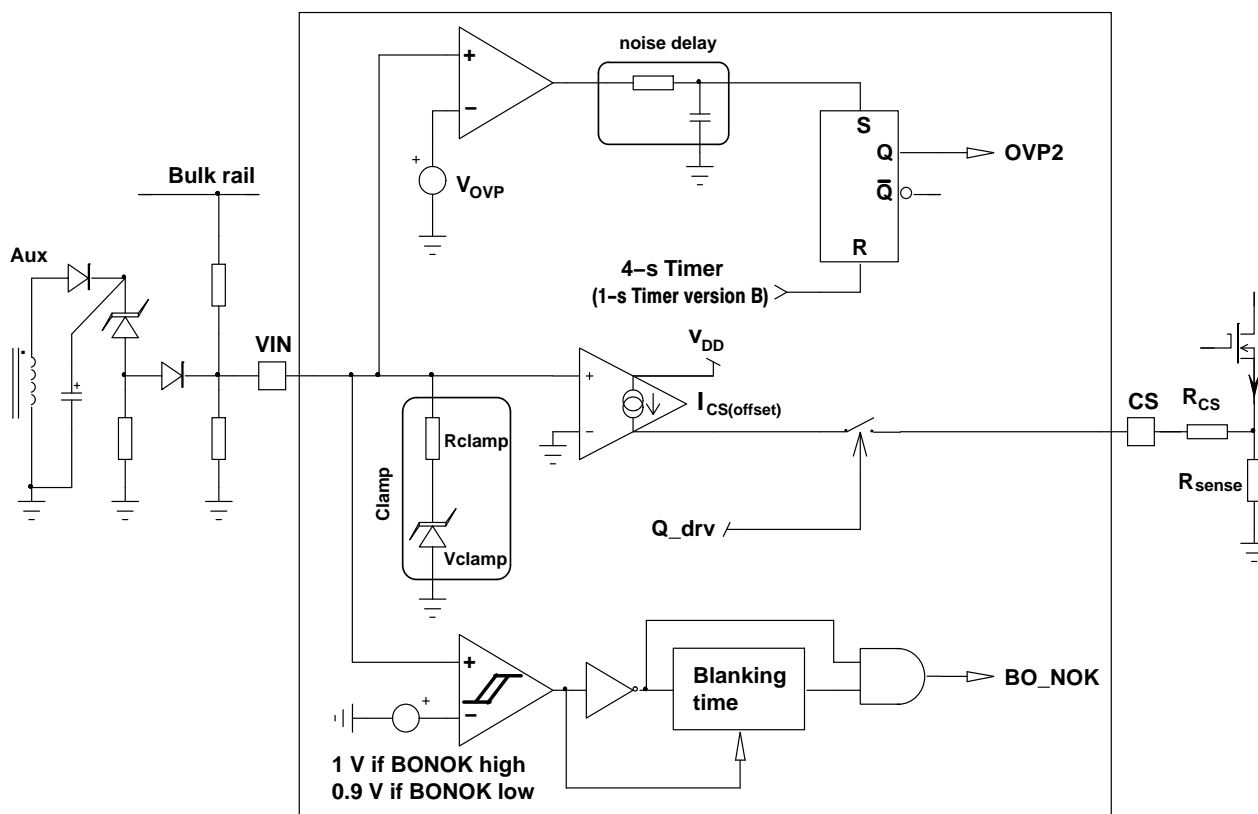 noise delay
+
−
S
Q
OVP2
Q̅
R
+
VOVP
Bulk rail
Aux
4−s Timer
(1−s Timer version B)
VDD
VIN
+
+
−
ICS(offset)
CS
RCS
Rsense
Clamp
Rclamp
Vclamp
Q_drv
+
−
+
Blanking
time
BO_NOK
1 V if BONOK high
0.9 V if BONOK low